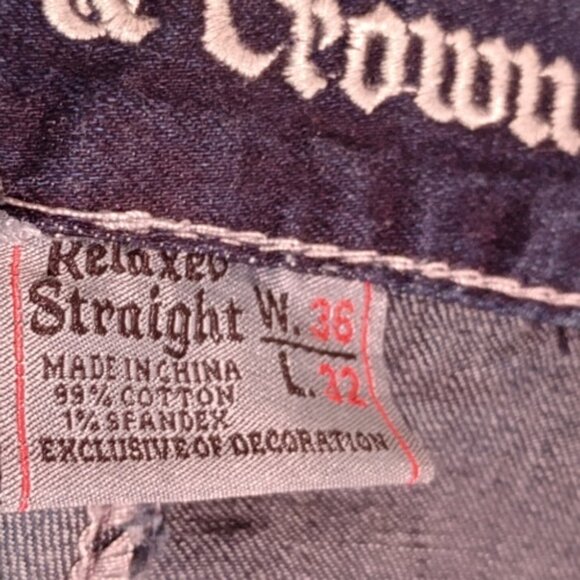 & Crown
Relaxed
Straight W. 36
L. 32
MADE IN CHINA
99% COTTON
1% SPANDEX
EXCLUSIVE OF DECORATION